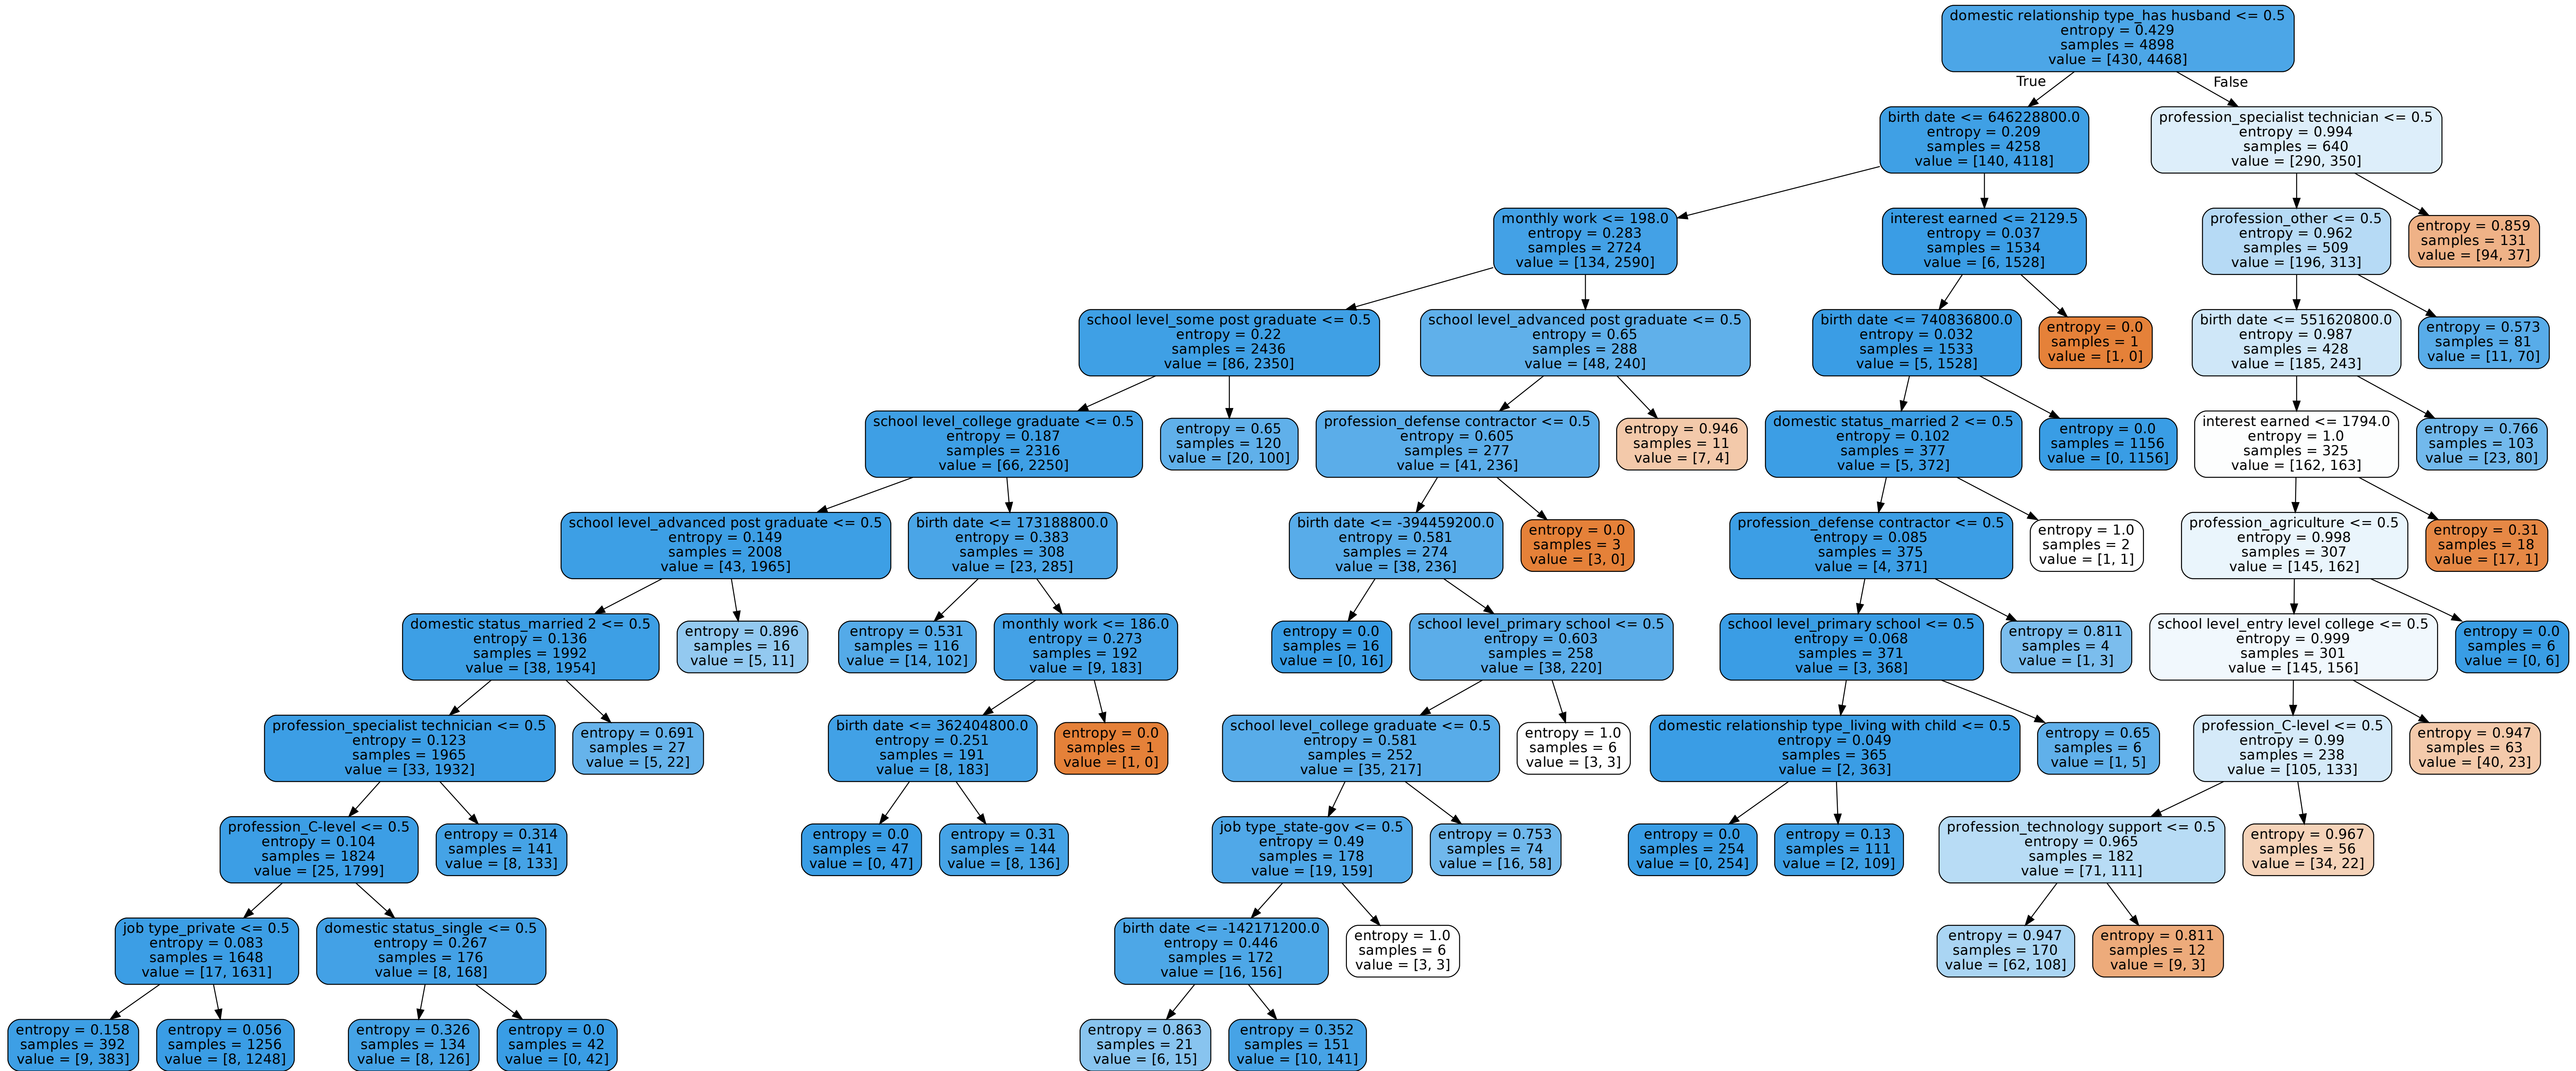 domestic relationship type_has husband <= 0.5
entropy = 0.429
samples = 4898
value = [430, 4468]
True
False
birth date <= 646228800.0
entropy = 0.209
samples = 4258
value = [140, 4118]
profession_specialist technician <= 0.5
entropy = 0.994
samples = 640
value = [290, 350]
monthly work <= 198.0
entropy = 0.283
samples = 2724
value = [134, 2590]
interest earned <= 2129.5
entropy = 0.037
samples = 1534
value = [6, 1528]
profession_other <= 0.5
entropy = 0.962
samples = 509
value = [196, 313]
entropy = 0.859
samples = 131
value = [94, 37]
school level_some post graduate <= 0.5
entropy = 0.22
samples = 2436
value = [86, 2350]
school level_advanced post graduate <= 0.5
entropy = 0.65
samples = 288
value = [48, 240]
birth date <= 740836800.0
entropy = 0.032
samples = 1533
value = [5, 1528]
entropy = 0.0
samples = 1
value = [1, 0]
birth date <= 551620800.0
entropy = 0.987
samples = 428
value = [185, 243]
entropy = 0.573
samples = 81
value = [11, 70]
school level_college graduate <= 0.5
entropy = 0.187
samples = 2316
value = [66, 2250]
entropy = 0.65
samples = 120
value = [20, 100]
profession_defense contractor <= 0.5
entropy = 0.605
samples = 277
value = [41, 236]
entropy = 0.946
samples = 11
value = [7, 4]
domestic status_married 2 <= 0.5
entropy = 0.102
samples = 377
value = [5, 372]
entropy = 0.0
samples = 1156
value = [0, 1156]
interest earned <= 1794.0
entropy = 1.0
samples = 325
value = [162, 163]
entropy = 0.766
samples = 103
value = [23, 80]
school level_advanced post graduate <= 0.5
entropy = 0.149
samples = 2008
value = [43, 1965]
birth date <= 173188800.0
entropy = 0.383
samples = 308
value = [23, 285]
birth date <= -394459200.0
entropy = 0.581
samples = 274
value = [38, 236]
entropy = 0.0
samples = 3
value = [3, 0]
profession_defense contractor <= 0.5
entropy = 0.085
samples = 375
value = [4, 371]
entropy = 1.0
samples = 2
value = [1, 1]
profession_agriculture <= 0.5
entropy = 0.998
samples = 307
value = [145, 162]
entropy = 0.31
samples = 18
value = [17, 1]
domestic status_married 2 <= 0.5
entropy = 0.136
samples = 1992
value = [38, 1954]
entropy = 0.896
samples = 16
value = [5, 11]
entropy = 0.531
samples = 116
value = [14, 102]
monthly work <= 186.0
entropy = 0.273
samples = 192
value = [9, 183]
entropy = 0.0
samples = 16
value = [0, 16]
school level_primary school <= 0.5
entropy = 0.603
samples = 258
value = [38, 220]
school level_primary school <= 0.5
entropy = 0.068
samples = 371
value = [3, 368]
entropy = 0.811
samples = 4
value = [1, 3]
school level_entry level college <= 0.5
entropy = 0.999
samples = 301
value = [145, 156]
entropy = 0.0
samples = 6
value = [0, 6]
profession_specialist technician <= 0.5
entropy = 0.123
samples = 1965
value = [33, 1932]
entropy = 0.691
samples = 27
value = [5, 22]
birth date <= 362404800.0
entropy = 0.251
samples = 191
value = [8, 183]
entropy = 0.0
samples = 1
value = [1, 0]
school level_college graduate <= 0.5
entropy = 0.581
samples = 252
value = [35, 217]
entropy = 1.0
samples = 6
value = [3, 3]
domestic relationship type_living with child <= 0.5
entropy = 0.049
samples = 365
value = [2, 363]
entropy = 0.65
samples = 6
value = [1, 5]
profession_C-level <= 0.5
entropy = 0.99
samples = 238
value = [105, 133]
entropy = 0.947
samples = 63
value = [40, 23]
profession_C-level <= 0.5
entropy = 0.104
samples = 1824
value = [25, 1799]
entropy = 0.314
samples = 141
value = [8, 133]
entropy = 0.0
samples = 47
value = [0, 47]
entropy = 0.31
samples = 144
value = [8, 136]
job type_state-gov <= 0.5
entropy = 0.49
samples = 178
value = [19, 159]
entropy = 0.753
samples = 74
value = [16, 58]
entropy = 0.0
samples = 254
value = [0, 254]
entropy = 0.13
samples = 111
value = [2, 109]
profession_technology support <= 0.5
entropy = 0.965
samples = 182
value = [71, 111]
entropy = 0.967
samples = 56
value = [34, 22]
job type_private <= 0.5
entropy = 0.083
samples = 1648
value = [17, 1631]
domestic status_single <= 0.5
entropy = 0.267
samples = 176
value = [8, 168]
birth date <= -142171200.0
entropy = 0.446
samples = 172
value = [16, 156]
entropy = 1.0
samples = 6
value = [3, 3]
entropy = 0.947
samples = 170
value = [62, 108]
entropy = 0.811
samples = 12
value = [9, 3]
entropy = 0.158
samples = 392
value = [9, 383]
entropy = 0.056
samples = 1256
value = [8, 1248]
entropy = 0.326
samples = 134
value = [8, 126]
entropy = 0.0
samples = 42
value = [0, 42]
entropy = 0.863
samples = 21
value = [6, 15]
entropy = 0.352
samples = 151
value = [10, 141]